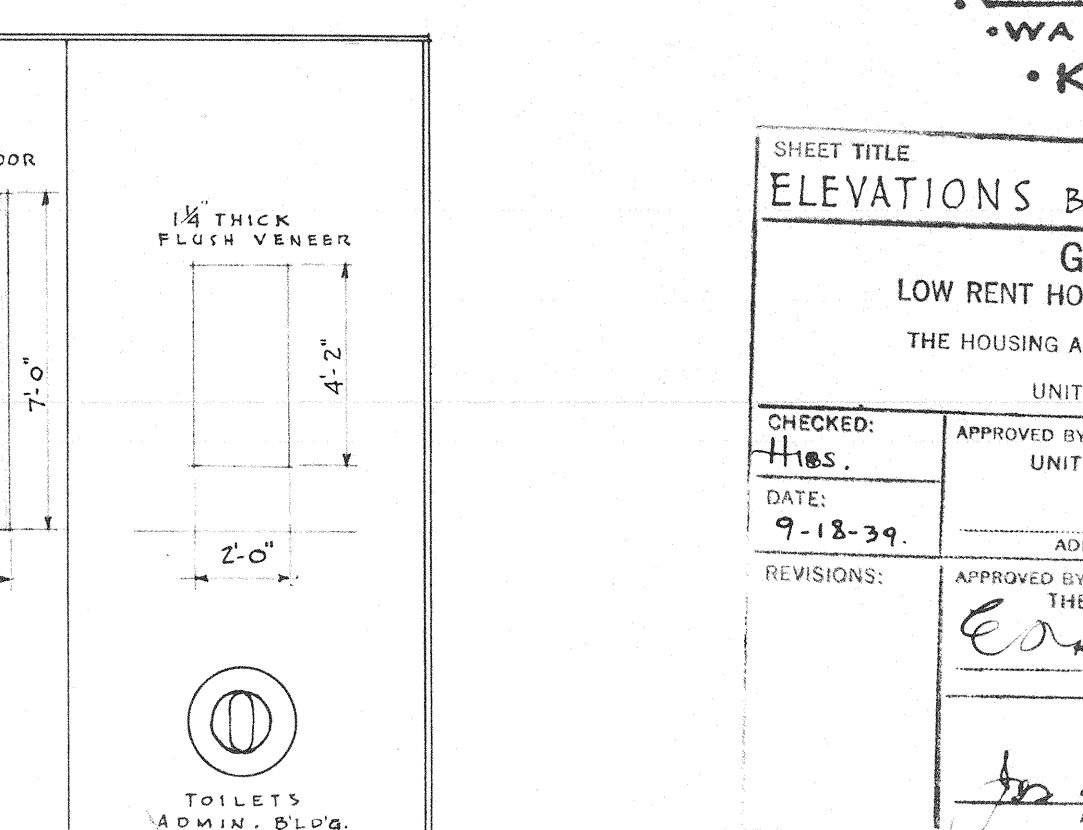 OOR
7'-0"
1¼" THICK
FLUSH VENEER
4'-2"
2'-0"
TOILETS
ADMIN. B'LD'G.
• WA
• K
SHEET TITLE
ELEVATIONS B
G
LOW RENT HO
THE HOUSING A
UNIT
CHECKED:
DATE:
9-18-39.
REVISIONS:
APPROVED BY
UNIT
AD
APPROVED BY
THE